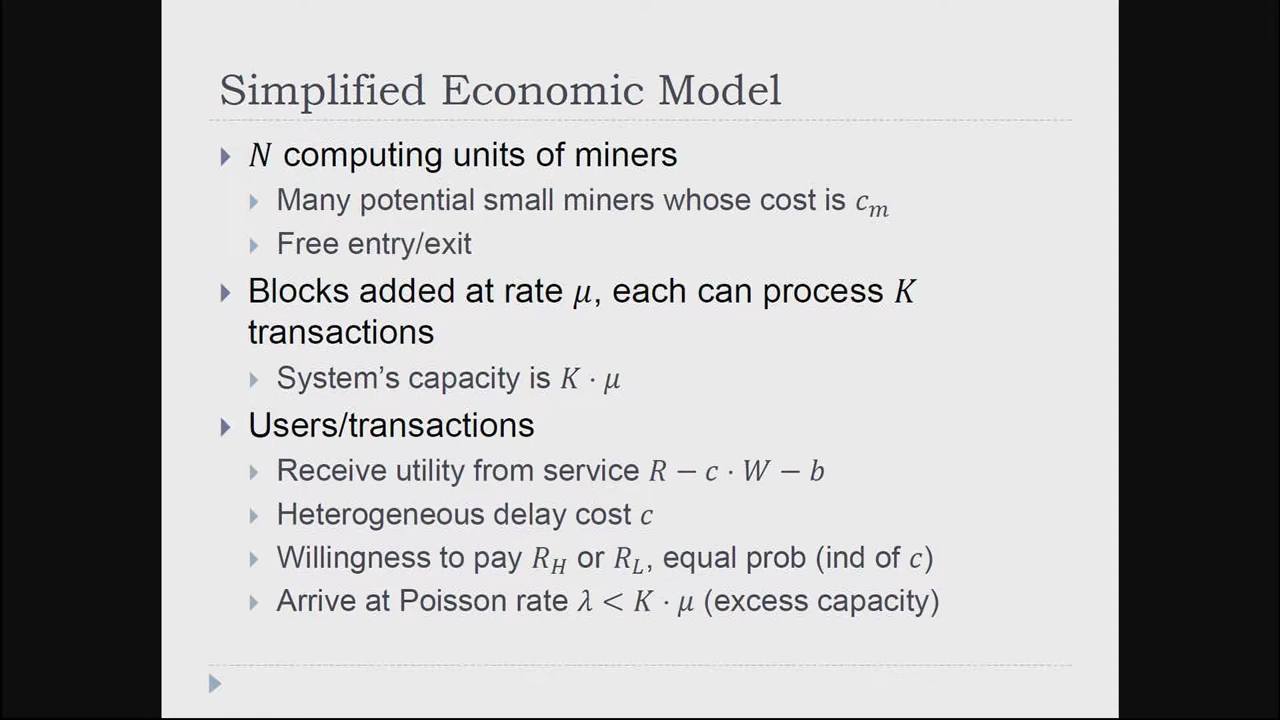 Simplified Economic Model
N computing units of miners
Many potential small miners whose cost is cₘ
Free entry/exit
Blocks added at rate μ, each can process K
transactions
System’s capacity is K · μ
Users/transactions
Receive utility from service R − c · W − b
Heterogeneous delay cost c
Willingness to pay R_H or R_L, equal prob (ind of c)
Arrive at Poisson rate λ < K · μ (excess capacity)